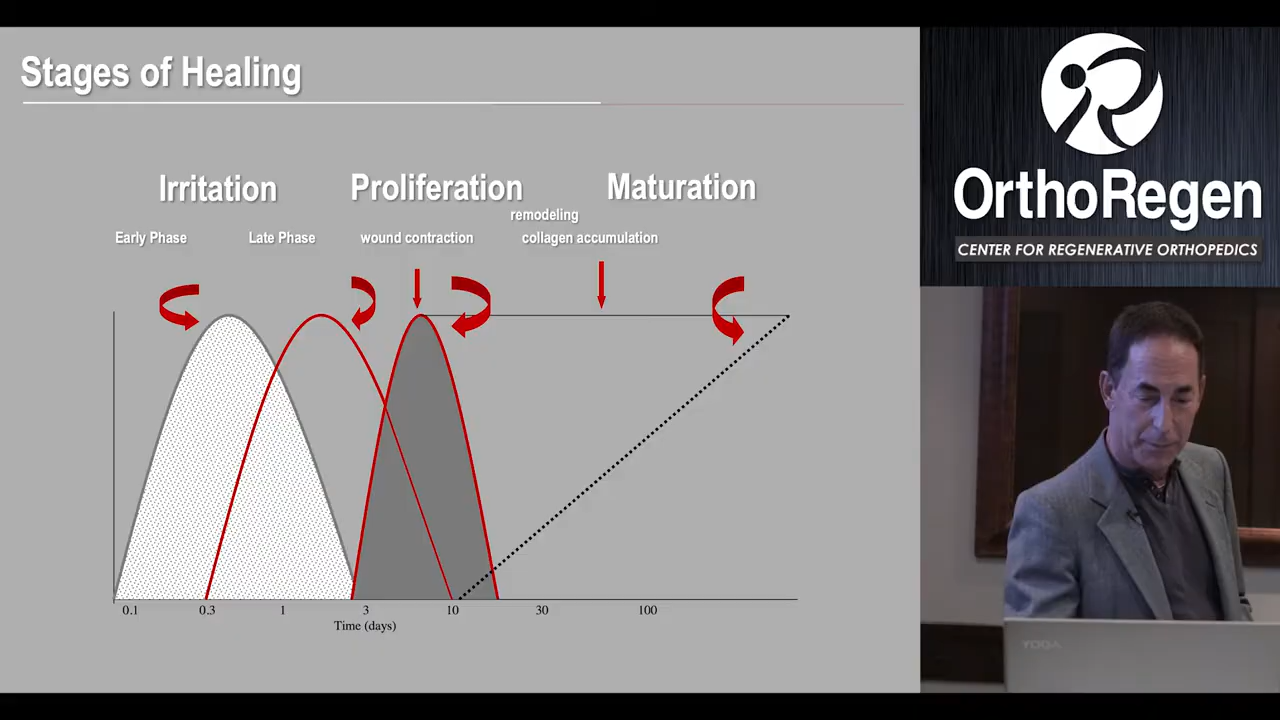 Stages of Healing
Irritation
Proliferation
Maturation
remodeling
Early Phase
Late Phase
wound contraction
collagen accumulation
0.1
0.3
1
3
10
30
100
Time (days)
OrthoRegen
CENTER FOR REGENERATIVE ORTHOPEDICS
YOGA